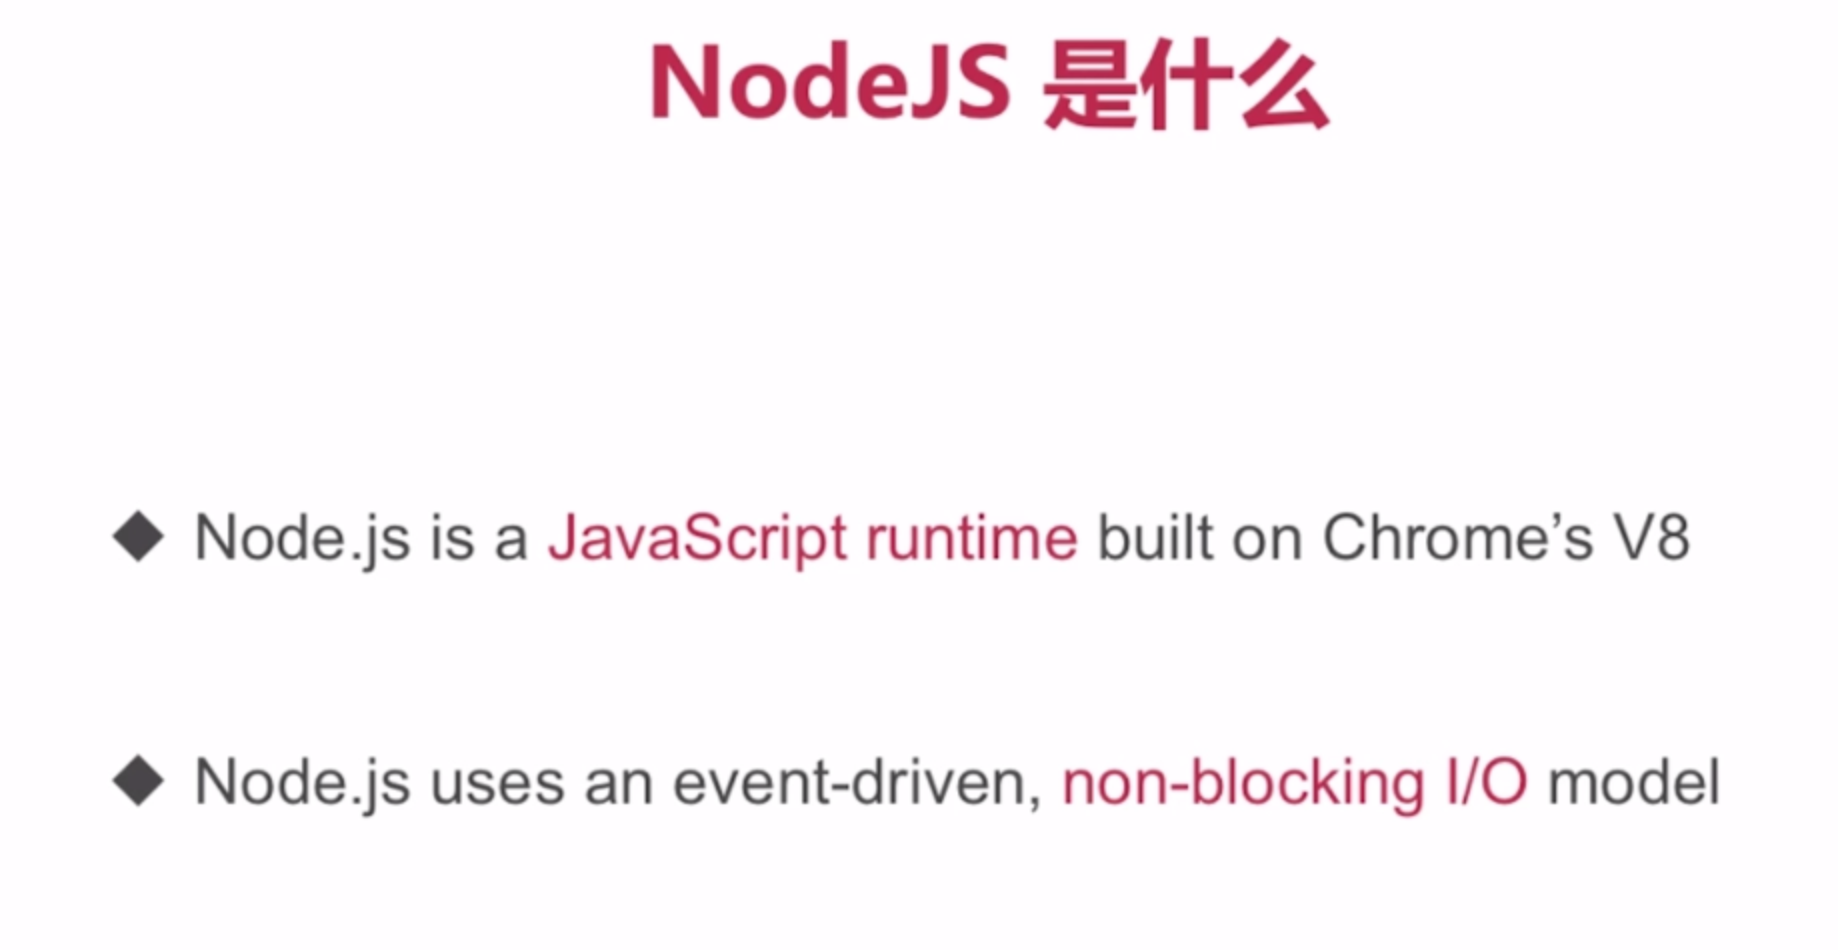 NodeJS 是什么
◆ Node.js is a JavaScript runtime built on Chrome’s V8
◆ Node.js uses an event-driven, non-blocking I/O model